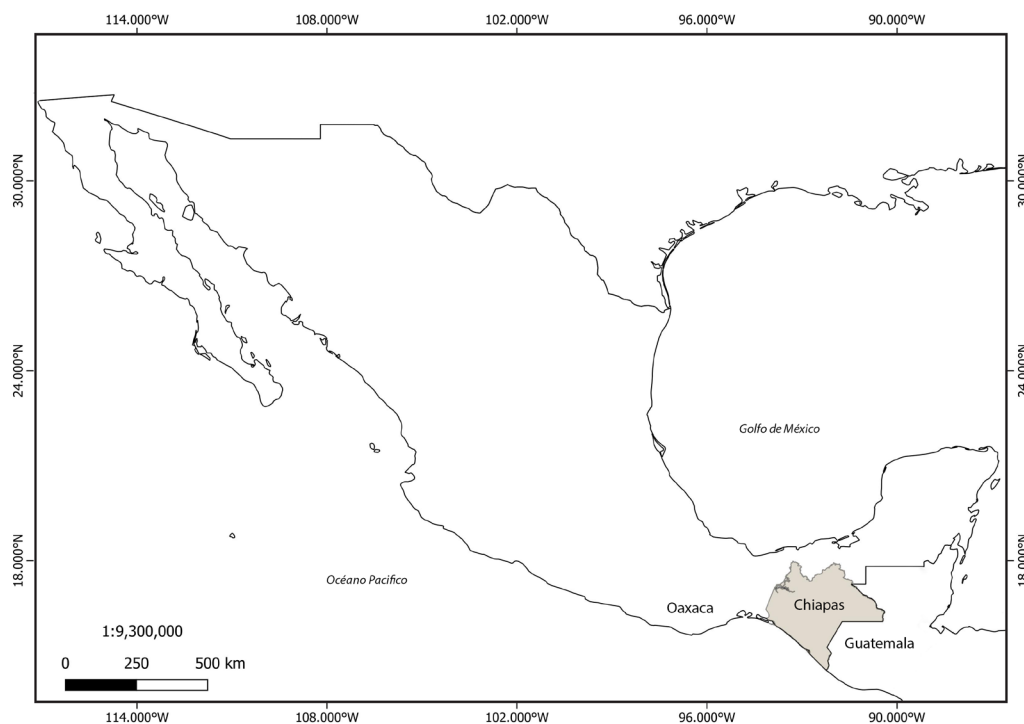 114.000°W 108.000°W 102.000°W 96.000°W 90.000°W
30.000°N 30.000°N
24.000°N 24.000°N
Golfo de México
18.000°N 18.000°N
Océano Pacifico
Oaxaca Chiapas
1:9,300,000
Guatemala
0 250 500 km
114.000°W 108.000°W 102.000°W 96.000°W 90.000°W